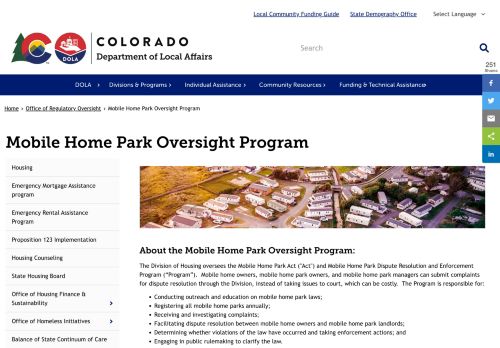 Local Community Funding Guide
State Demography Office
Select Language
COLORADO
Department of Local Affairs
DOLA
Search
251
Shares
DOLA
Divisions & Programs
Individual Assistance
Community Resources
Funding & Technical Assistance
Home › Office of Regulatory Oversight › Mobile Home Park Oversight Program
Mobile Home Park Oversight Program
Housing
Emergency Mortgage Assistance
program
Emergency Rental Assistance
Program
Proposition 123 Implementation
Housing Counseling
State Housing Board
Office of Housing Finance &
Sustainability
Office of Homeless Initiatives
Balance of State Continuum of Care
About the Mobile Home Park Oversight Program:
The Division of Housing oversees the Mobile Home Park Act ("Act") and Mobile Home Park Dispute Resolution and Enforcement
Program ("Program").  Mobile home owners, mobile home park owners, and mobile home park managers can submit complaints
for dispute resolution through the Division, instead of taking issues to court, which can be costly.  The Program is responsible for:
• Conducting outreach and education on mobile home park laws;
• Registering all mobile home parks annually;
• Receiving and investigating complaints;
• Facilitating dispute resolution between mobile home owners and mobile home park landlords;
• Determining whether violations of the law have occurred and taking enforcement actions; and
• Engaging in public rulemaking to clarify the law.